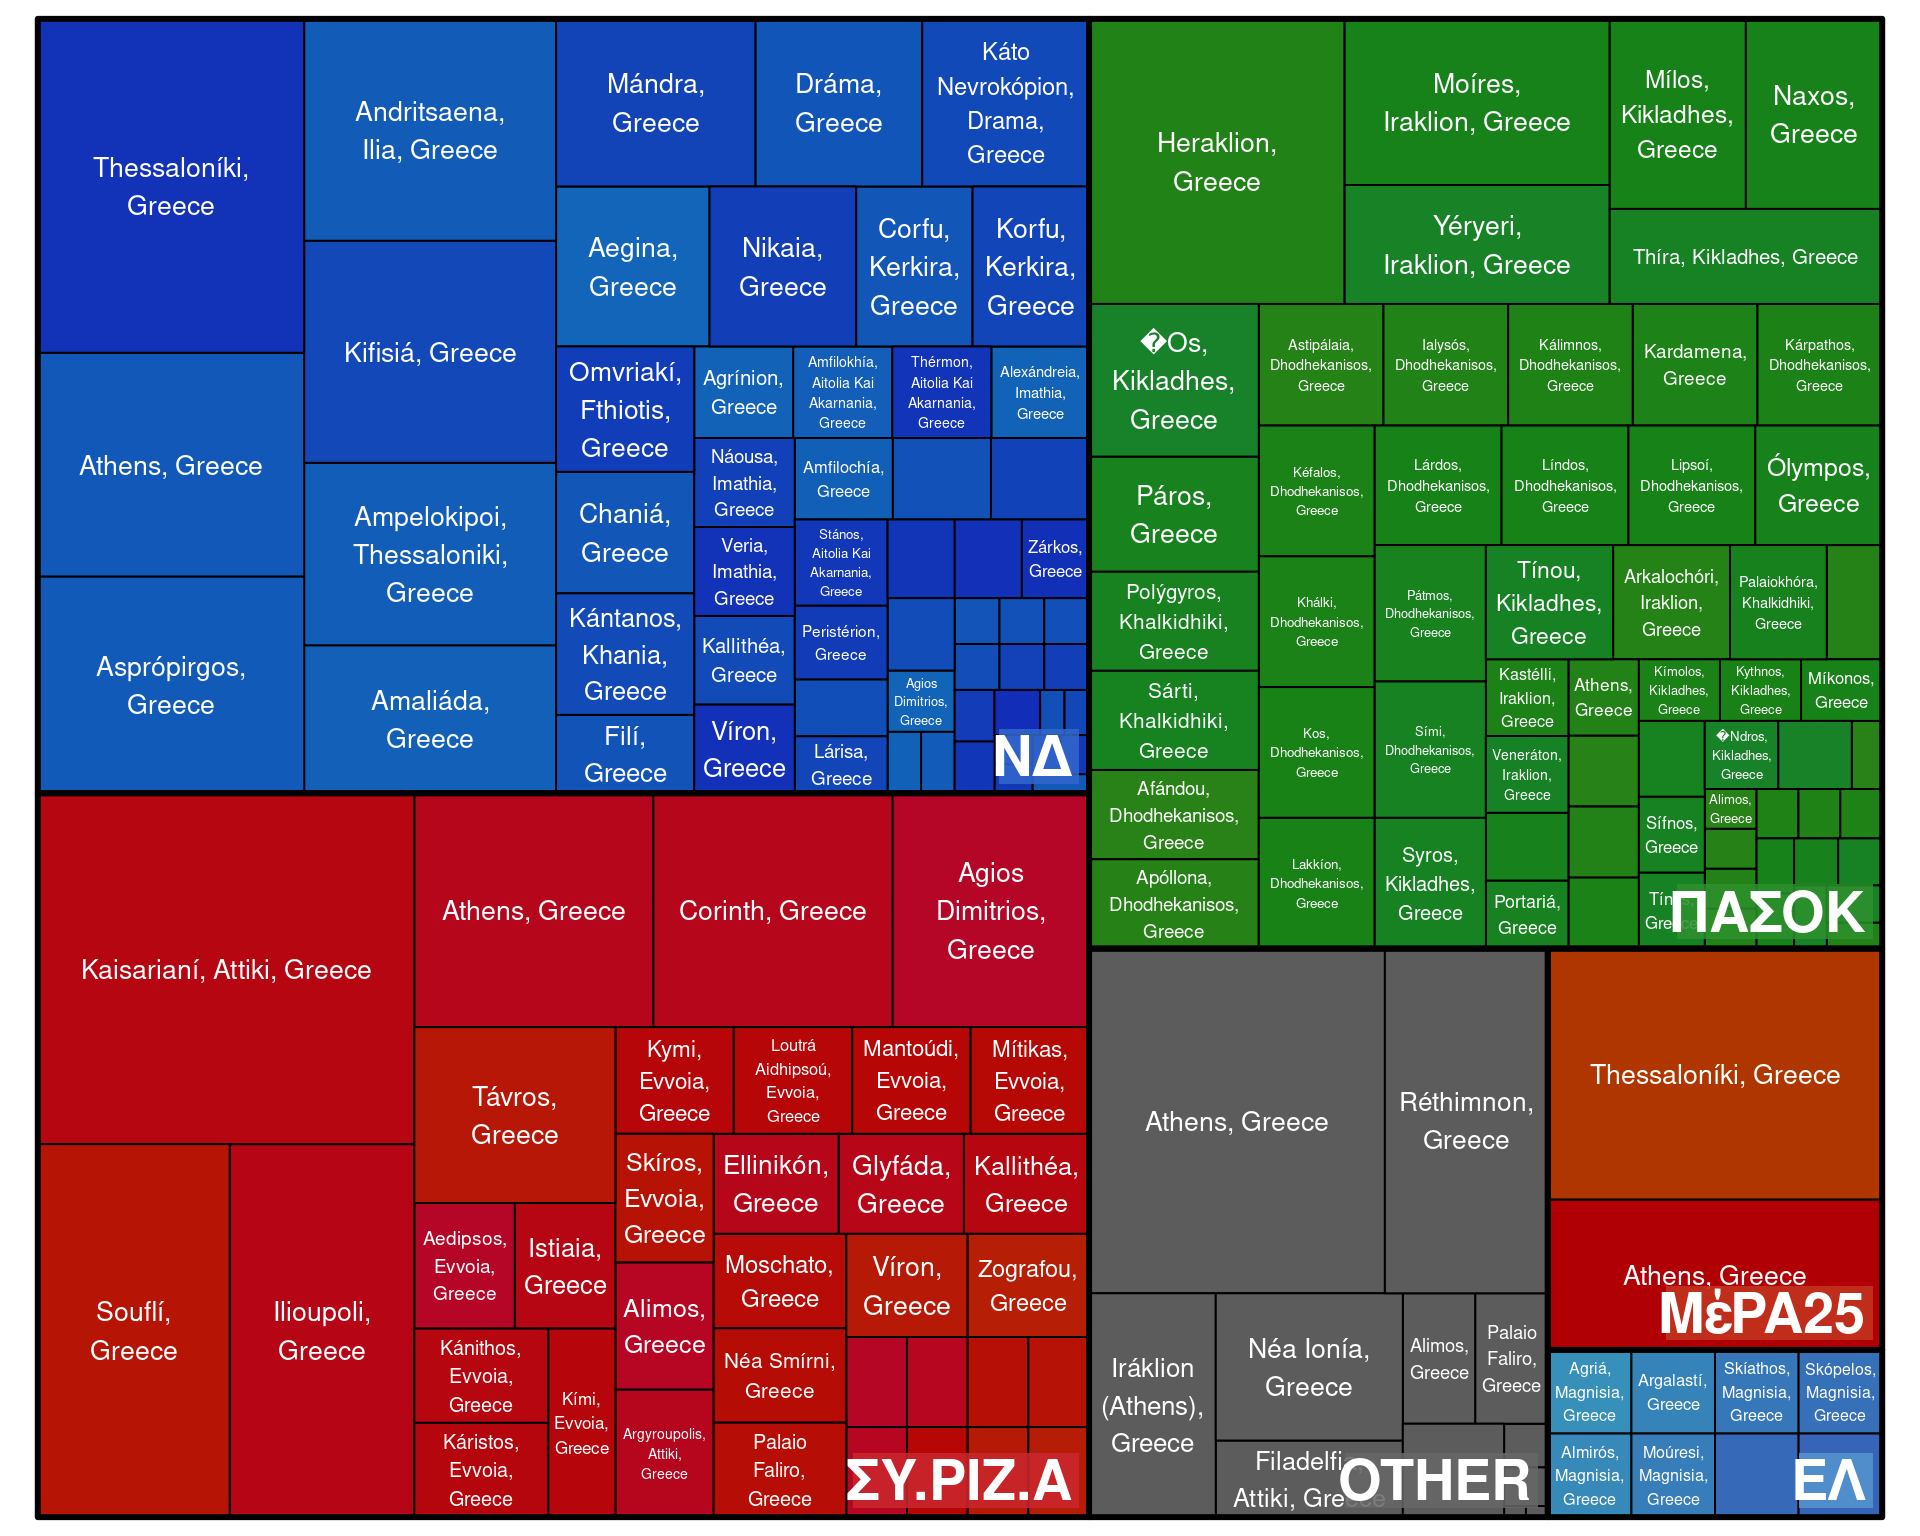 Thessaloníki,
Greece
Athens, Greece
Asprópirgos,
Greece
Andritsaena,
Ilia, Greece
Kifisiá, Greece
Ampelokipoi,
Thessaloniki,
Greece
Amaliáda,
Greece
Mándra,
Greece
Dráma,
Greece
Káto
Nevrokópion,
Drama,
Greece
Aegina,
Greece
Nikaia,
Greece
Corfu,
Kerkira,
Greece
Korfu,
Kerkira,
Greece
Omvriakí,
Fthiotis,
Greece
Chaniá,
Greece
Kántanos,
Khania,
Greece
Filí,
Greece
Agrínion,
Greece
Amfilokhía,
Aitolia Kai
Akarnania,
Greece
Thérmon,
Aitolia Kai
Akarnania,
Greece
Alexándreia,
Imathia,
Greece
Náousa,
Imathia,
Greece
Veria,
Imathia,
Greece
Kallithéa,
Greece
Víron,
Greece
Amfilochía,
Greece
Stános,
Aitolia Kai
Akarnania,
Greece
Peristérion,
Greece
Lárisa,
Greece
Zárkos,
Greece
Agios
Dimitrios,
Greece
ΝΔ
Heraklion,
Greece
Moíres,
Iraklion, Greece
Yéryeri,
Iraklion, Greece
Mílos,
Kikladhes,
Greece
Naxos,
Greece
Thíra, Kikladhes, Greece
�Os,
Kikladhes,
Greece
Páros,
Greece
Polýgyros,
Khalkidhiki,
Greece
Sárti,
Khalkidhiki,
Greece
Afándou,
Dhodhekanisos,
Greece
Apóllona,
Dhodhekanisos,
Greece
Astipálaia,
Dhodhekanisos,
Greece
Ialysós,
Dhodhekanisos,
Greece
Kálimnos,
Dhodhekanisos,
Greece
Kardamena,
Greece
Kárpathos,
Dhodhekanisos,
Greece
Kéfalos,
Dhodhekanisos,
Greece
Khálki,
Dhodhekanisos,
Greece
Kos,
Dhodhekanisos,
Greece
Lakkíon,
Dhodhekanisos,
Greece
Lárdos,
Dhodhekanisos,
Greece
Líndos,
Dhodhekanisos,
Greece
Lipsoí,
Dhodhekanisos,
Greece
Ólympos,
Greece
Pátmos,
Dhodhekanisos,
Greece
Sími,
Dhodhekanisos,
Greece
Syros,
Kikladhes,
Greece
Tínou,
Kikladhes,
Greece
Arkalochóri,
Iraklion,
Greece
Palaiokhóra,
Khalkidhiki,
Greece
Kastélli,
Iraklion,
Greece
Veneráton,
Iraklion,
Greece
Portariá,
Greece
Athens,
Greece
Kímolos,
Kikladhes,
Greece
Kythnos,
Kikladhes,
Greece
Míkonos,
Greece
�Ndros,
Kikladhes,
Greece
Alimos,
Greece
Sífnos,
Greece
Greece
ΠΑΣΟΚ
Kaisarianí, Attiki, Greece
Souflí,
Greece
Ilioupoli,
Greece
Athens, Greece
Corinth, Greece
Agios
Dimitrios,
Greece
Távros,
Greece
Aedipsos,
Evvoia,
Greece
Istiaia,
Greece
Kánithos,
Evvoia,
Greece
Káristos,
Evvoia,
Greece
Kími,
Evvoia,
Greece
Kymi,
Evvoia,
Greece
Loutrá
Aidhipsoú,
Evvoia,
Greece
Mantoúdi,
Evvoia,
Greece
Mítikas,
Evvoia,
Greece
Skíros,
Evvoia,
Greece
Alimos,
Greece
Argyroupolis,
Attiki,
Greece
Ellinikón,
Greece
Glyfáda,
Greece
Kallithéa,
Greece
Moschato,
Greece
Néa Smírni,
Greece
Palaio
Faliro,
Greece
Víron,
Greece
Zografou,
Greece
ΣΥ.ΡΙΖ.Α
Athens, Greece
Réthimnon,
Greece
Iráklion
(Athens),
Greece
Néa Ionía,
Greece
Filadelfi
Attiki, Greece
Alimos,
Greece
Palaio
Faliro,
Greece
OTHER
Thessaloníki, Greece
Athens, Greece
ΜέΡΑ25
Agriá,
Magnisia,
Greece
Argalastí,
Greece
Skíathos,
Magnisia,
Greece
Skópelos,
Magnisia,
Greece
Almirós,
Magnisia,
Greece
Moúresi,
Magnisia,
Greece
ΕΛ